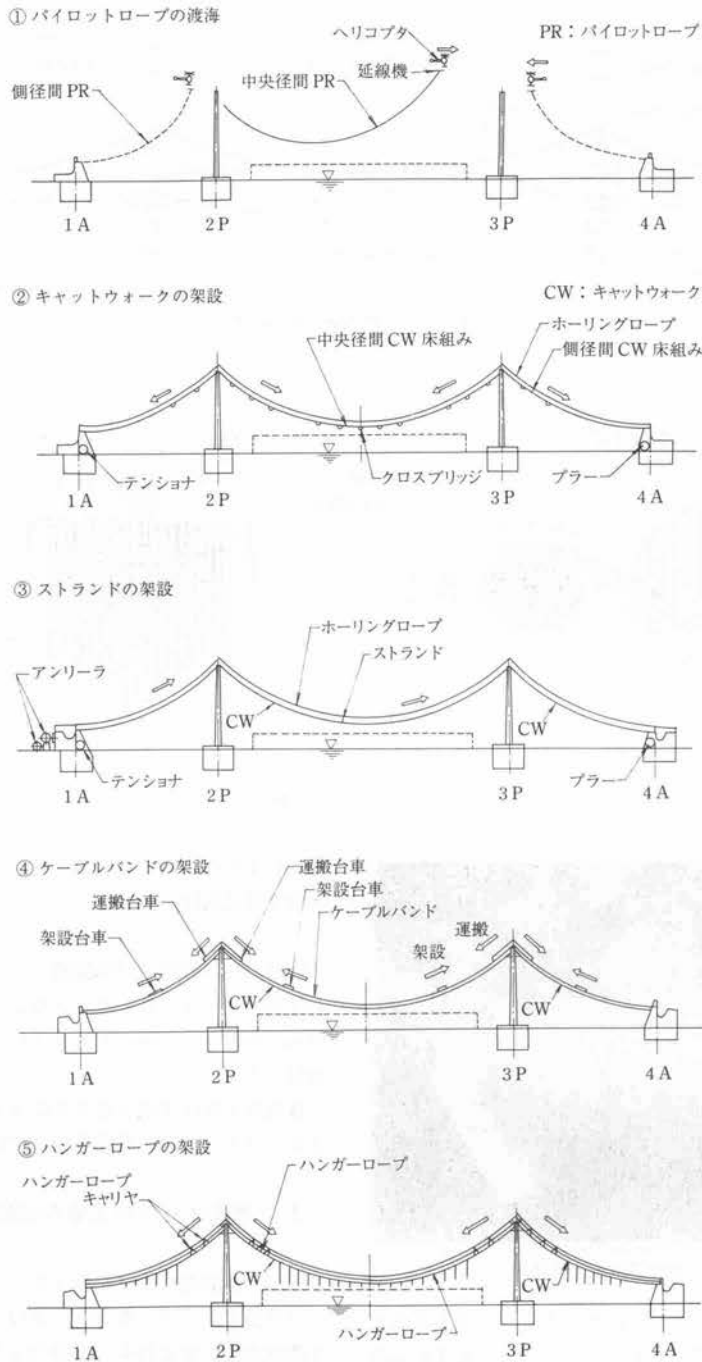 ① パイロットロープの渡海
PR：パイロットロープ
ヘリコプタ
延線機
中央径間 PR
側径間 PR
1A 2P 3P 4A
② キャットウォークの架設
CW：キャットウォーク
中央径間 CW 床組み
ホーリングロープ
側径間 CW 床組み
テンショナ
クロスブリッジ
プラー
1A 2P 3P 4A
③ ストランドの架設
ホーリングロープ
ストランド
アンリーラ
CW
CW
テンショナ
プラー
1A 2P 3P 4A
④ ケーブルバンドの架設
運搬台車
架設台車
運搬台車
ケーブルバンド
架設台車
運搬
架設
CW
CW
1A 2P 3P 4A
⑤ ハンガーロープの架設
ハンガーロープ
キャリヤ
ハンガーロープ
CW
CW
ハンガーロープ
1A 2P 3P 4A